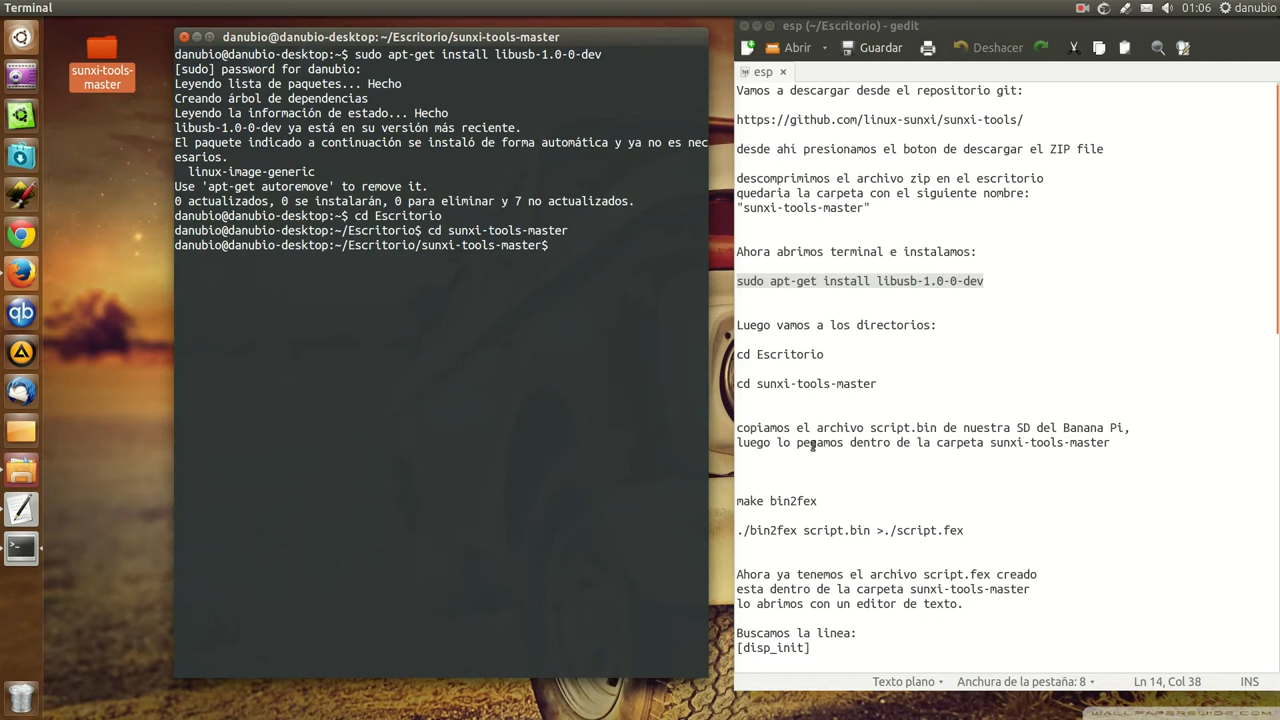 Terminal
01:06
danubio
sunxi-tools-
master
danubio@danubio-desktop: ~/Escritorio/sunxi-tools-master
danubio@danubio-desktop:~$ sudo apt-get install libusb-1.0-0-dev
[sudo] password for danubio:
Leyendo lista de paquetes... Hecho
Creando árbol de dependencias
Leyendo la información de estado... Hecho
libusb-1.0-0-dev ya está en su versión más reciente.
El paquete indicado a continuación se instaló de forma automática y ya no es nec
esarios.
linux-image-generic
Use 'apt-get autoremove' to remove it.
0 actualizados, 0 se instalarán, 0 para eliminar y 7 no actualizados.
danubio@danubio-desktop:~$ cd Escritorio
danubio@danubio-desktop:~/Escritorio$ cd sunxi-tools-master
danubio@danubio-desktop:~/Escritorio/sunxi-tools-master$
esp (~/Escritorio) - gedit
Abrir
Guardar
Deshacer
esp
Vamos a descargar desde el repositorio git:
https://github.com/linux-sunxi/sunxi-tools/
desde ahí presionamos el boton de descargar el ZIP file
descomprimimos el archivo zip en el escritorio
quedaria la carpeta con el siguiente nombre:
"sunxi-tools-master"
Ahora abrimos terminal e instalamos:
sudo apt-get install libusb-1.0-0-dev
Luego vamos a los directorios:
cd Escritorio
cd sunxi-tools-master
copiamos el archivo script.bin de nuestra SD del Banana Pi,
luego lo pegamos dentro de la carpeta sunxi-tools-master
make bin2fex
./bin2fex script.bin >./script.fex
Ahora ya tenemos el archivo script.fex creado
esta dentro de la carpeta sunxi-tools-master
lo abrimos con un editor de texto.
Buscamos la linea:
[disp_init]
Texto plano
Anchura de la pestaña: 8
Ln 14, Col 38
INS
qb
WALLPAPERSWIDE.COM